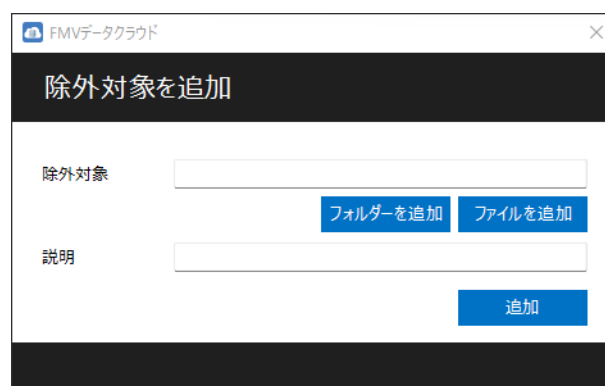 FMVデータクラウド
除外対象を追加
除外対象
フォルダーを追加 ファイルを追加
説明
追加